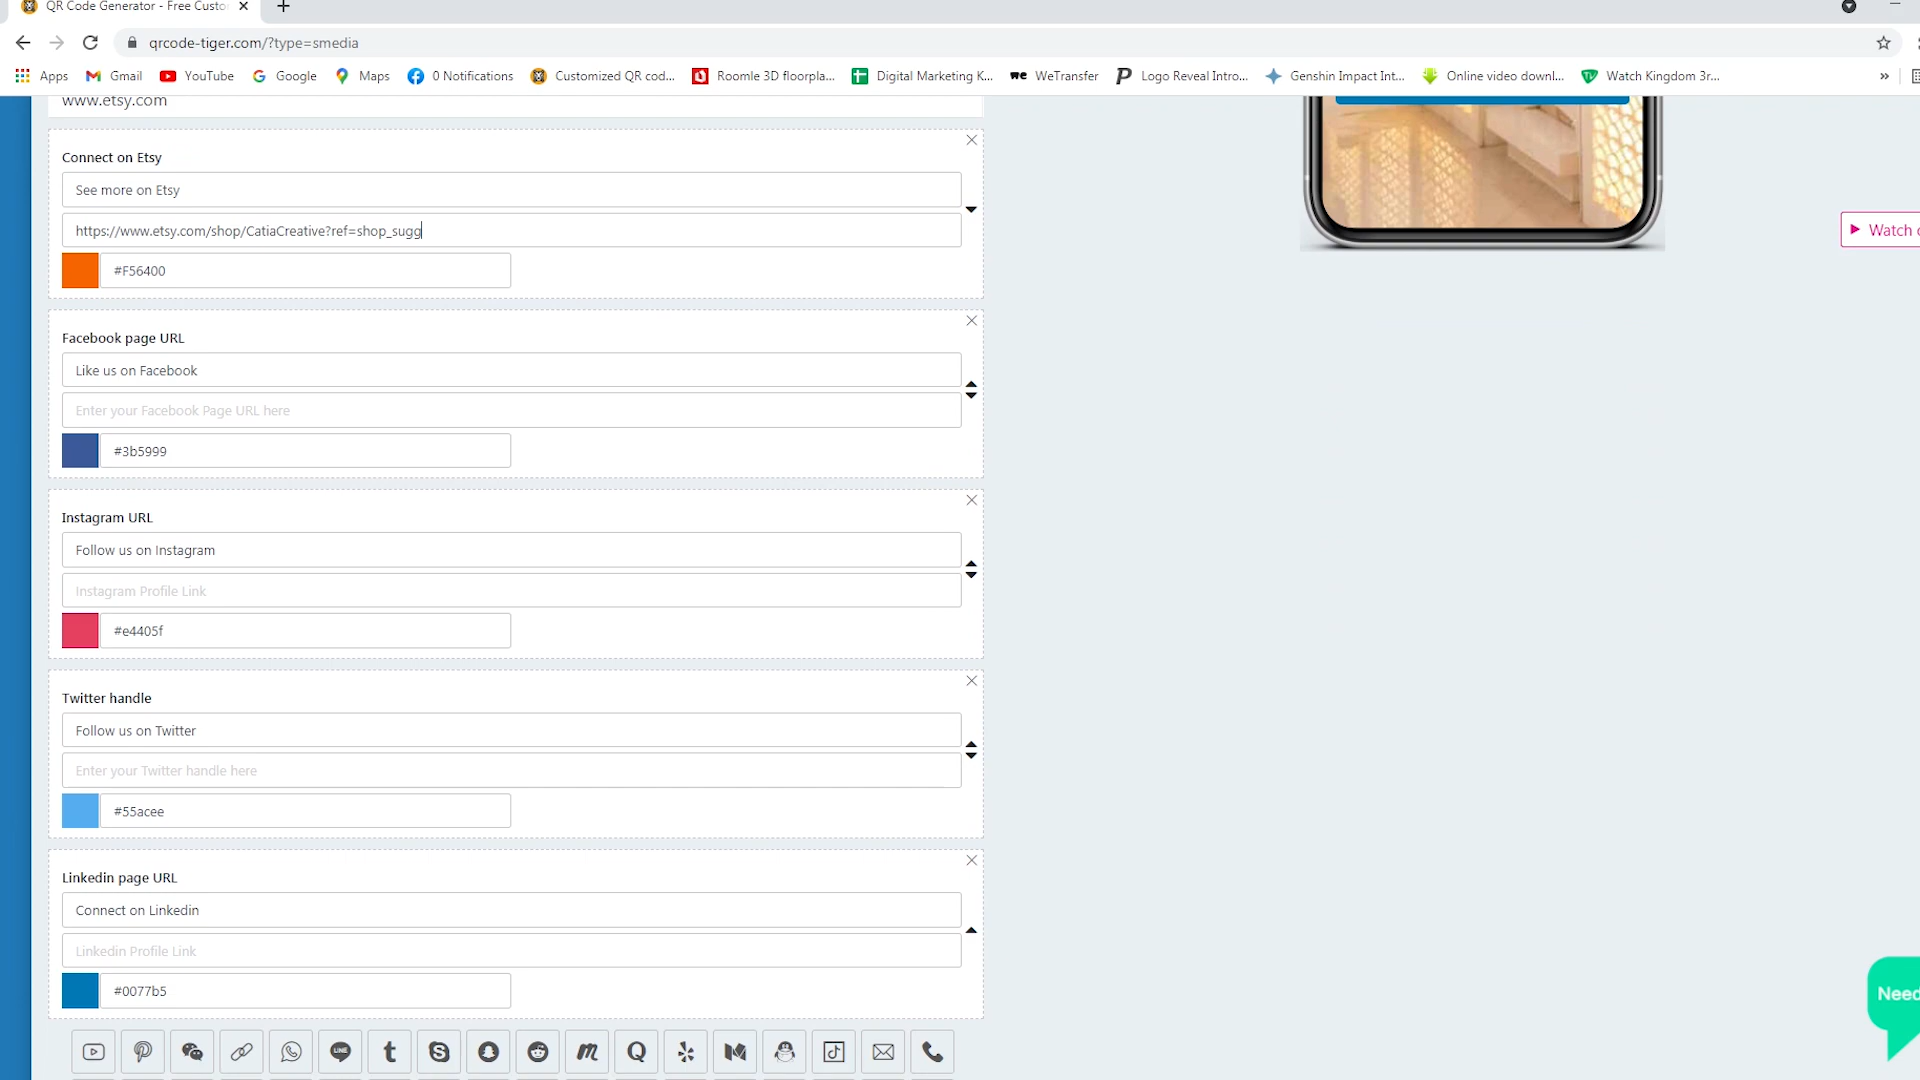 QR Code Generator - Free Custo
qrcode-tiger.com/?type=smedia
Apps Gmail YouTube Google Maps 0 Notifications Customized QR cod... Roomle 3D floorpla... Digital Marketing K... WeTransfer Logo Reveal Intro... Genshin Impact Int... Online video downl... Watch Kingdom 3r... »
www.etsy.com
Connect on Etsy
See more on Etsy
https://www.etsy.com/shop/CatiaCreative?ref=shop_sugg
#F56400
Watch
Facebook page URL
Like us on Facebook
Enter your Facebook Page URL here
#3b5999
Instagram URL
Follow us on Instagram
Instagram Profile Link
#e4405f
Twitter handle
Follow us on Twitter
Enter your Twitter handle here
#55acee
Linkedin page URL
Connect on Linkedin
Linkedin Profile Link
#0077b5
Need
LINE